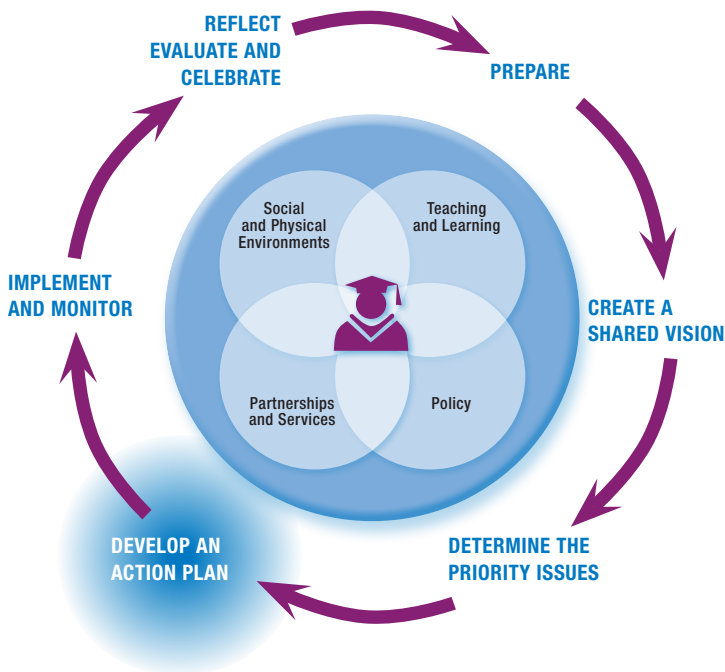 REFLECT
EVALUATE AND
CELEBRATE
PREPARE
CREATE A
SHARED VISION
DETERMINE THE
PRIORITY ISSUES
DEVELOP AN
ACTION PLAN
IMPLEMENT
AND MONITOR
Social
and Physical
Environments
Teaching
and Learning
Partnerships
and Services
Policy